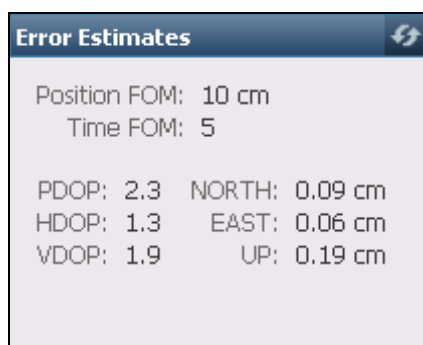 Error Estimates
Position FOM: 10 cm
Time FOM: 5
PDOP: 2.3 NORTH: 0.09 cm
HDOP: 1.3 EAST: 0.06 cm
VDOP: 1.9 UP: 0.19 cm